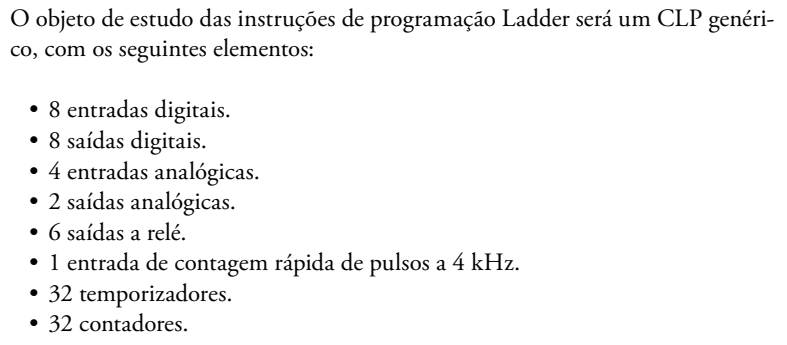 O objeto de estudo das instruções de programação Ladder será um CLP genéri-
co, com os seguintes elementos:
• 8 entradas digitais.
• 8 saídas digitais.
• 4 entradas analógicas.
• 2 saídas analógicas.
• 6 saídas a relé.
• 1 entrada de contagem rápida de pulsos a 4 kHz.
• 32 temporizadores.
• 32 contadores.